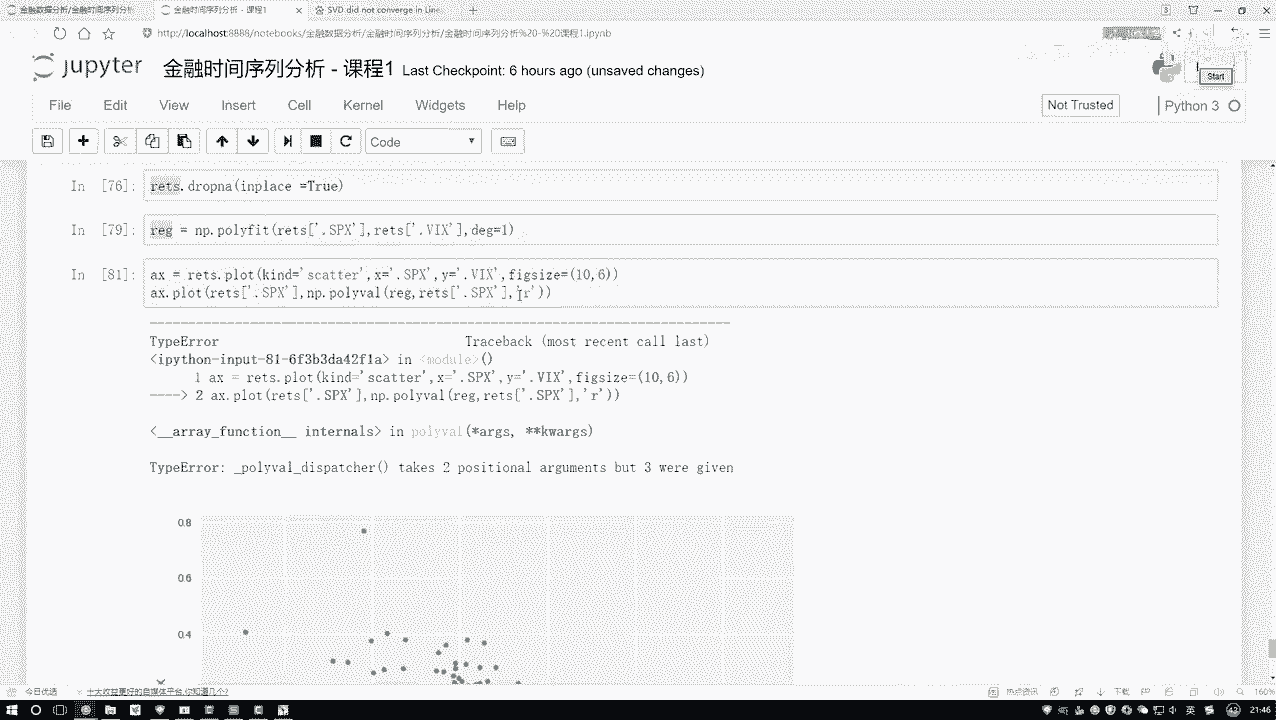 金融数据分析/金融时间序列分析
金融时间序列分析 - 课程1
SVD did not converge in Line
http://localhost:8888/notebooks/金融数据分析/金融时间序列分析/金融时间序列分析%20-%20课程1.ipynb
jupyter 金融时间序列分析 - 课程1 Last Checkpoint: 6 hours ago (unsaved changes)
Start
File Edit View Insert Cell Kernel Widgets Help
Not Trusted
Python 3
Code
In [76]: rets.dropna(inplace =True)
In [79]: reg = np.polyfit(rets['.SPX'],rets['.VIX'],deg=1)
In [81]: ax = rets.plot(kind='scatter',x='.SPX',y='.VIX',figsize=(10,6))
ax.plot(rets['.SPX'],np.polyval(reg,rets['.SPX'],'r'))
TypeError Traceback (most recent call last)
<ipython-input-81-6f3b3da42f1a> in <module>()
1 ax = rets.plot(kind='scatter',x='.SPX',y='.VIX',figsize=(10,6))
----> 2 ax.plot(rets['.SPX'],np.polyval(reg,rets['.SPX'],'r'))
<__array_function__ internals> in polyval(*args, **kwargs)
TypeError: _polyval_dispatcher() takes 2 positional arguments but 3 were given
0.8
0.6
0.4
今日优选
十大收益更好的自媒体平台,你知道几个?
热点资讯
下载
160%
英
21:46